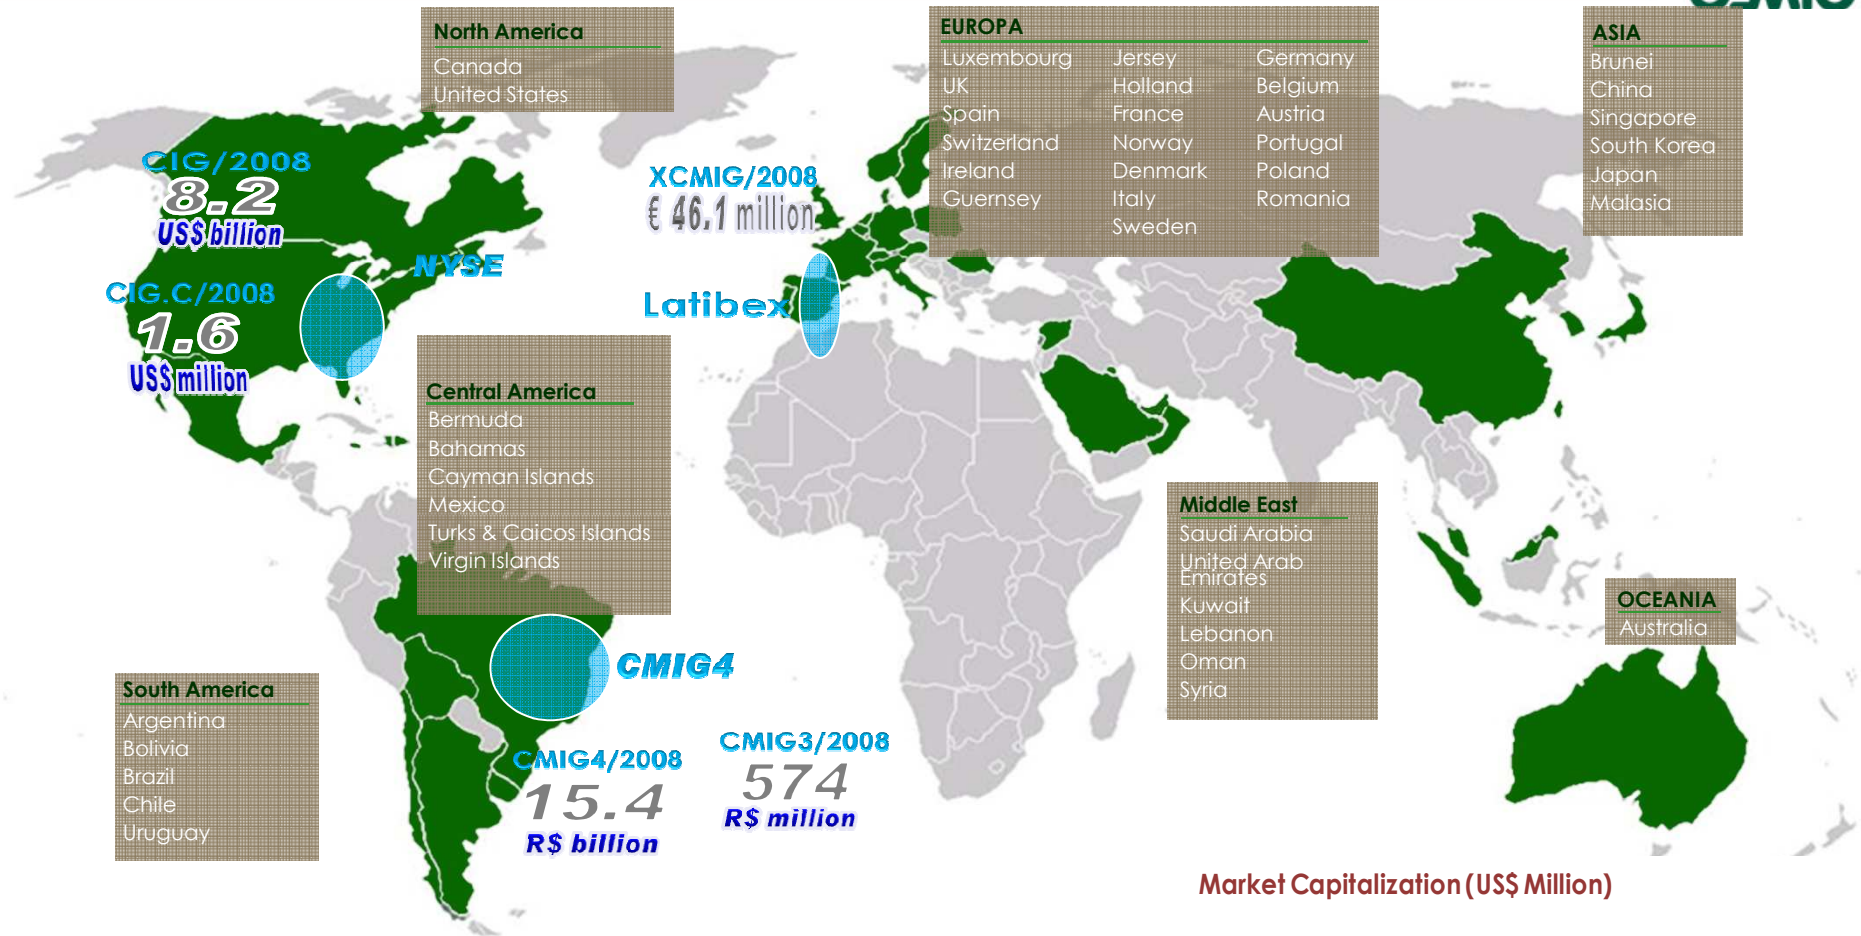 CEMIG
North America
Canada
United States
EUROPA
Luxembourg
UK
Spain
Switzerland
Ireland
Guernsey
Jersey
Holland
France
Norway
Denmark
Italy
Sweden
Germany
Belgium
Austria
Portugal
Poland
Romania
ASIA
Brunei
China
Singapore
South Korea
Japan
Malasia
CIG/2008
8.2
US$ billion
NYSE
CIG.C/2008
1.6
US$ million
XCMIG/2008
€ 46.1 million
Latibex
Central America
Bermuda
Bahamas
Cayman Islands
Mexico
Turks & Caicos Islands
Virgin Islands
Middle East
Saudi Arabia
United Arab
Emirates
Kuwait
Lebanon
Oman
Syria
OCEANIA
Australia
CMIG4
South America
Argentina
Bolivia
Brazil
Chile
Uruguay
CMIG4/2008
15.4
R$ billion
CMIG3/2008
574
R$ million
Market Capitalization (US$ Million)